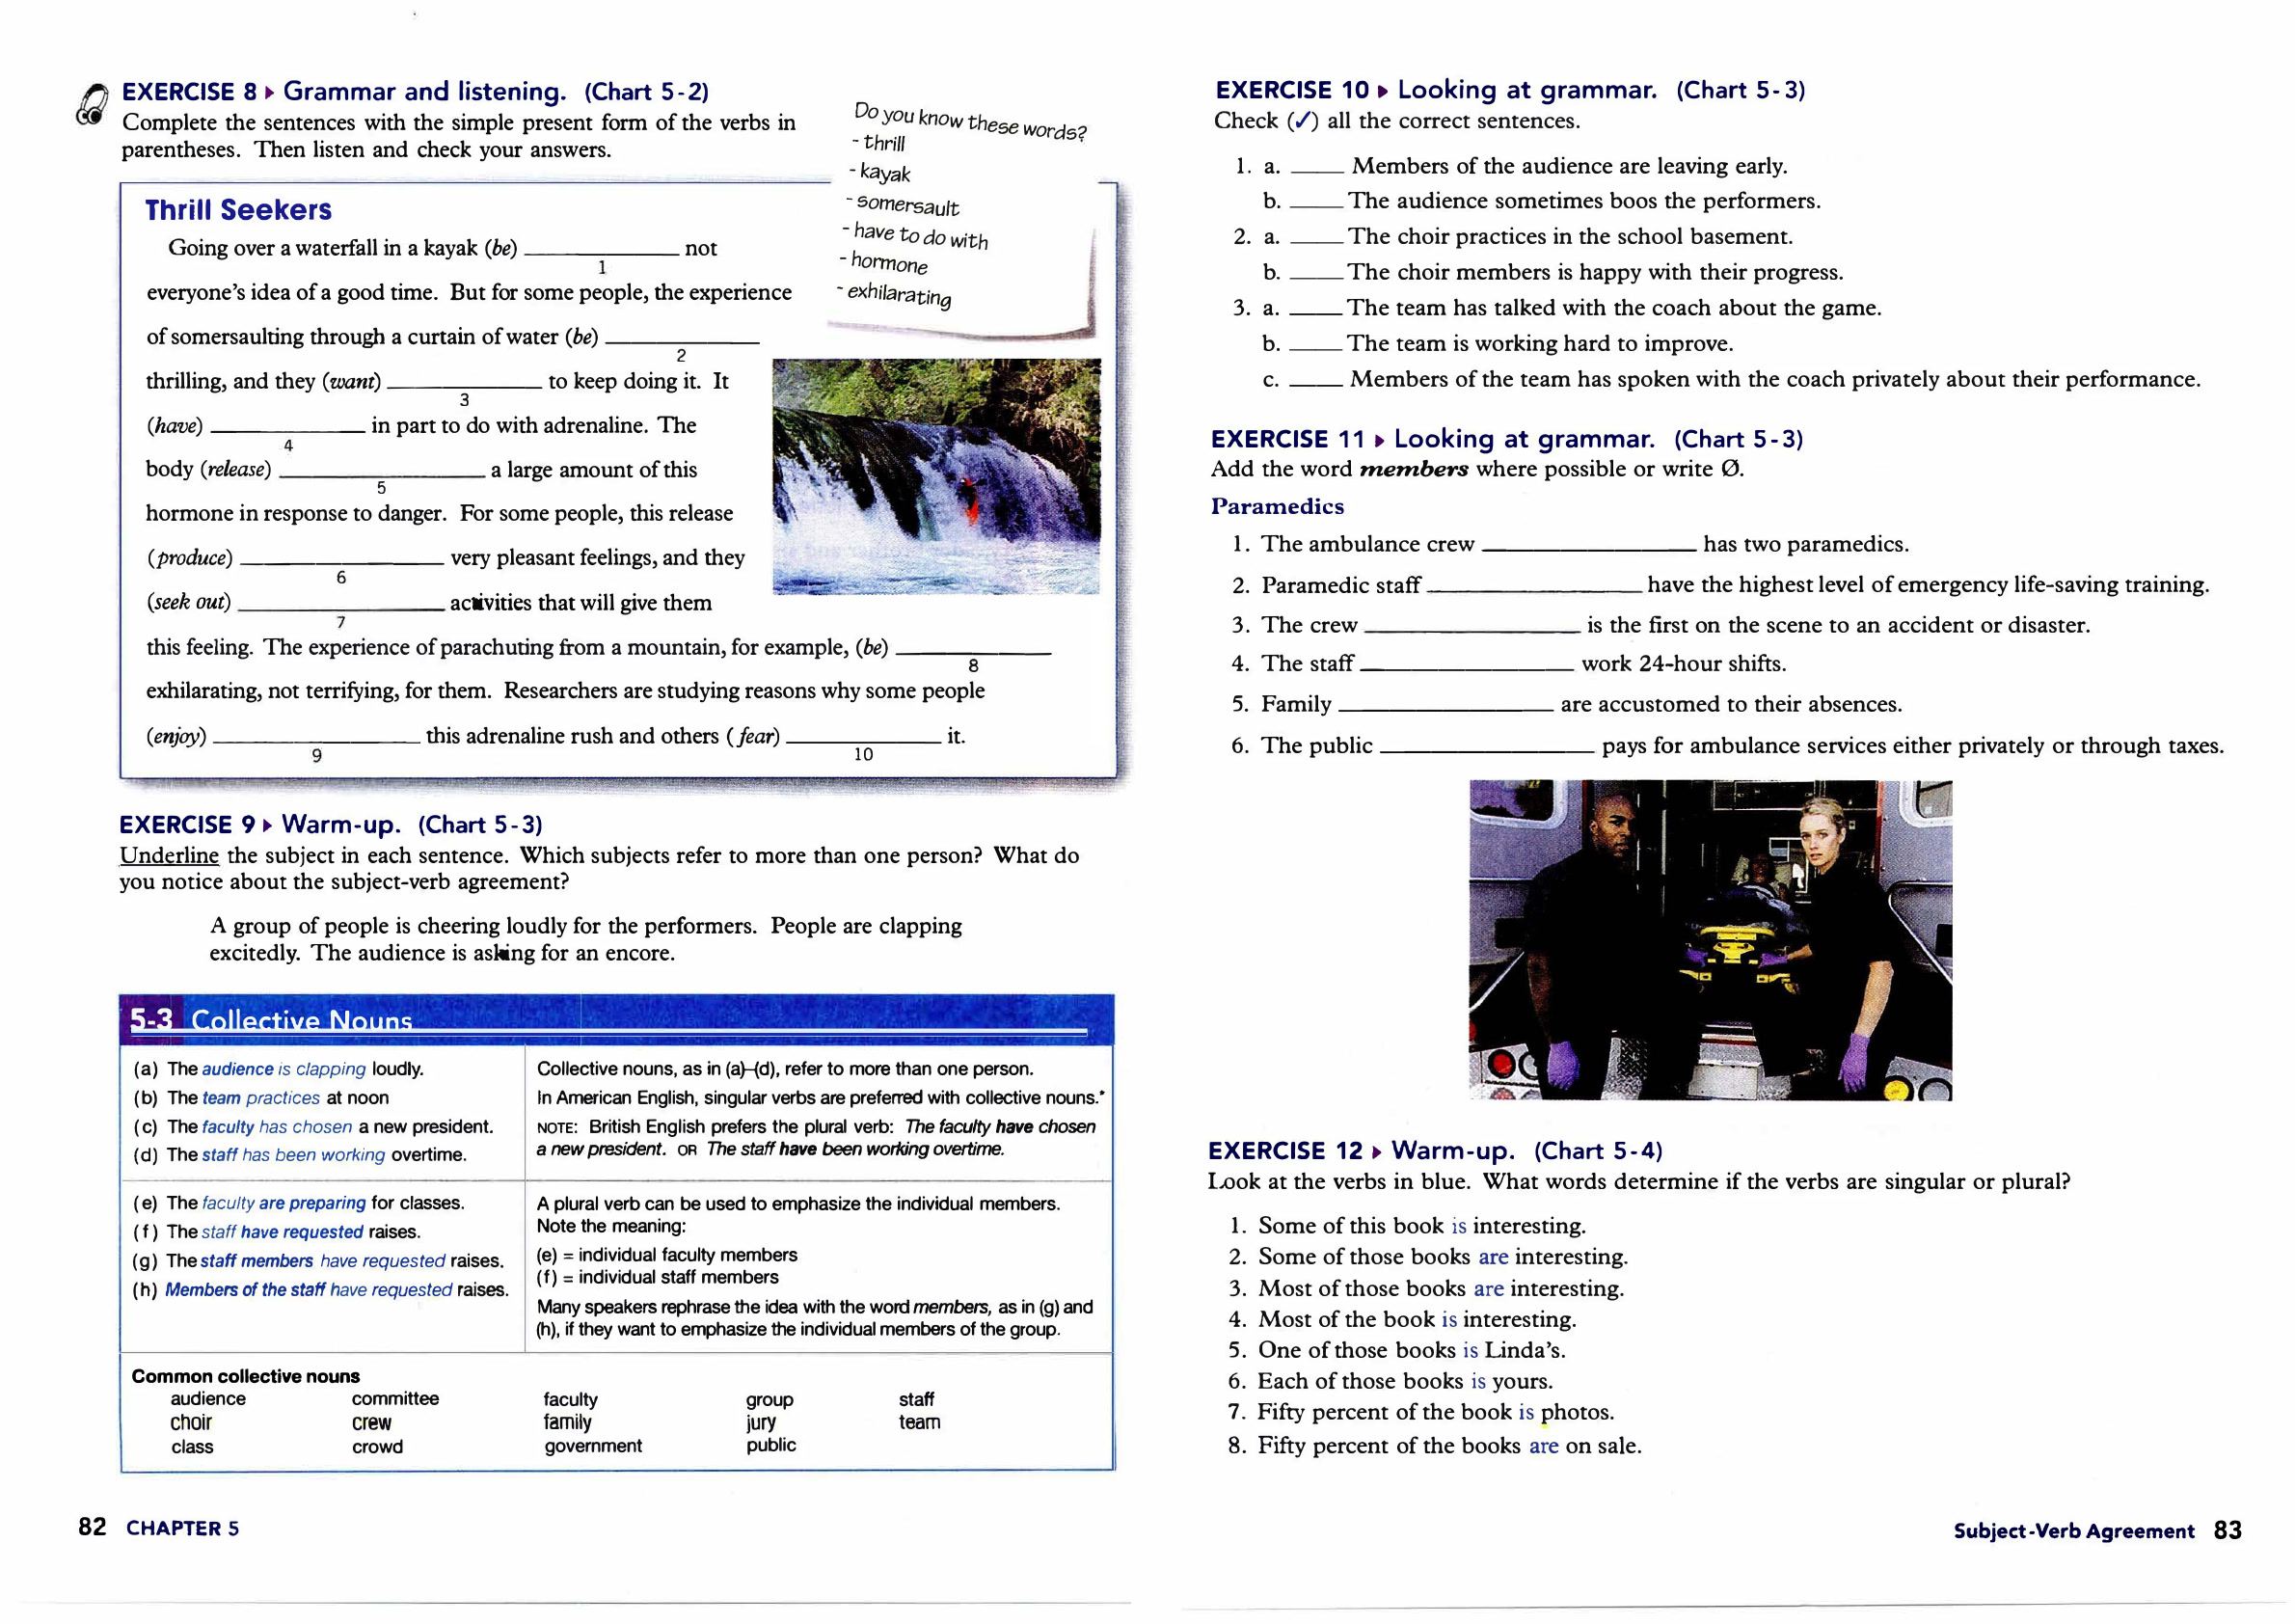 EXERCISE 8 ▸ Grammar and listening. (Chart 5-2)
Complete the sentences with the simple present form of the verbs in
parentheses. Then listen and check your answers.
Do you know these words?
- thrill
- kayak
- somersault
- have to do with
- hormone
- exhilarating
Thrill Seekers
Going over a waterfall in a kayak (be) ____________ not
1
everyone's idea of a good time. But for some people, the experience
of somersaulting through a curtain of water (be) ____________
2
thrilling, and they (want) ____________ to keep doing it. It
3
(have) ____________ in part to do with adrenaline. The
4
body (release) ________________ a large amount of this
5
hormone in response to danger. For some people, this release
(produce) ________________ very pleasant feelings, and they
6
(seek out) ________________ activities that will give them
7
this feeling. The experience of parachuting from a mountain, for example, (be) ____________
8
exhilarating, not terrifying, for them. Researchers are studying reasons why some people
(enjoy) ________________ this adrenaline rush and others (fear) ____________ it.
9 10
EXERCISE 9 ▸ Warm-up. (Chart 5-3)
Underline the subject in each sentence. Which subjects refer to more than one person? What do
you notice about the subject-verb agreement?
A group of people is cheering loudly for the performers. People are clapping
excitedly. The audience is asking for an encore.
5-3 Collective Nouns
(a) The audience is clapping loudly.
(b) The team practices at noon
(c) The faculty has chosen a new president.
(d) The staff has been working overtime.
Collective nouns, as in (a)–(d), refer to more than one person.
In American English, singular verbs are preferred with collective nouns.*
NOTE: British English prefers the plural verb: The faculty have chosen
a new president. OR The staff have been working overtime.
(e) The faculty are preparing for classes.
(f) The staff have requested raises.
(g) The staff members have requested raises.
(h) Members of the staff have requested raises.
A plural verb can be used to emphasize the individual members.
Note the meaning:
(e) = individual faculty members
(f) = individual staff members
Many speakers rephrase the idea with the word members, as in (g) and
(h), if they want to emphasize the individual members of the group.
Common collective nouns
audience committee faculty group staff
choir crew family jury team
class crowd government public
82 CHAPTER 5
EXERCISE 10 ▸ Looking at grammar. (Chart 5-3)
Check (✓) all the correct sentences.
1. a. ____ Members of the audience are leaving early.
b. ____ The audience sometimes boos the performers.
2. a. ____ The choir practices in the school basement.
b. ____ The choir members is happy with their progress.
3. a. ____ The team has talked with the coach about the game.
b. ____ The team is working hard to improve.
c. ____ Members of the team has spoken with the coach privately about their performance.
EXERCISE 11 ▸ Looking at grammar. (Chart 5-3)
Add the word members where possible or write Ø.
Paramedics
1. The ambulance crew ________________ has two paramedics.
2. Paramedic staff ________________ have the highest level of emergency life-saving training.
3. The crew ________________ is the first on the scene to an accident or disaster.
4. The staff ________________ work 24-hour shifts.
5. Family ________________ are accustomed to their absences.
6. The public ________________ pays for ambulance services either privately or through taxes.
EXERCISE 12 ▸ Warm-up. (Chart 5-4)
Look at the verbs in blue. What words determine if the verbs are singular or plural?
1. Some of this book is interesting.
2. Some of those books are interesting.
3. Most of those books are interesting.
4. Most of the book is interesting.
5. One of those books is Linda's.
6. Each of those books is yours.
7. Fifty percent of the book is photos.
8. Fifty percent of the books are on sale.
Subject-Verb Agreement 83